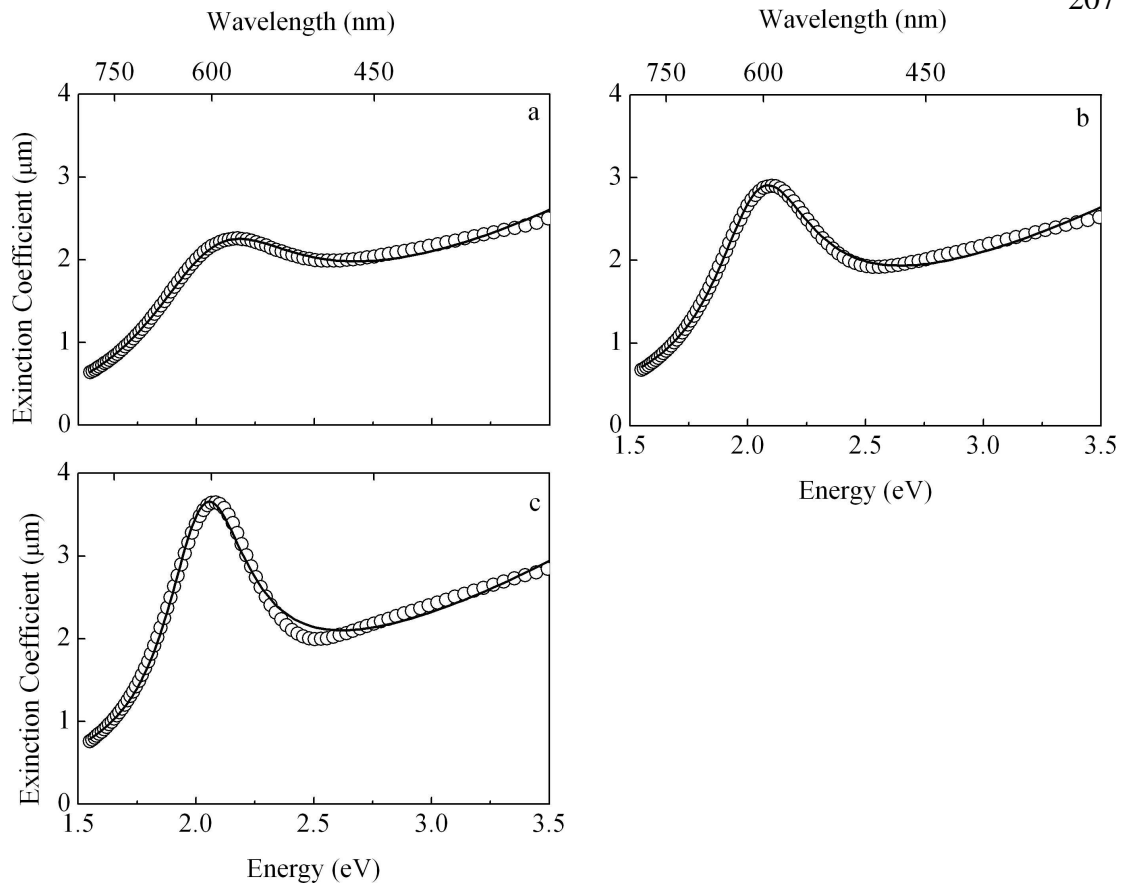 207
Wavelength (nm)
750 600 450
4
3
2
1
0
Exinction Coefficient (μm)
a
Wavelength (nm)
750 600 450
4
3
2
1
0
b
1.5 2.0 2.5 3.0 3.5
Energy (eV)
4
3
2
1
0
Exinction Coefficient (μm)
c
1.5 2.0 2.5 3.0 3.5
Energy (eV)